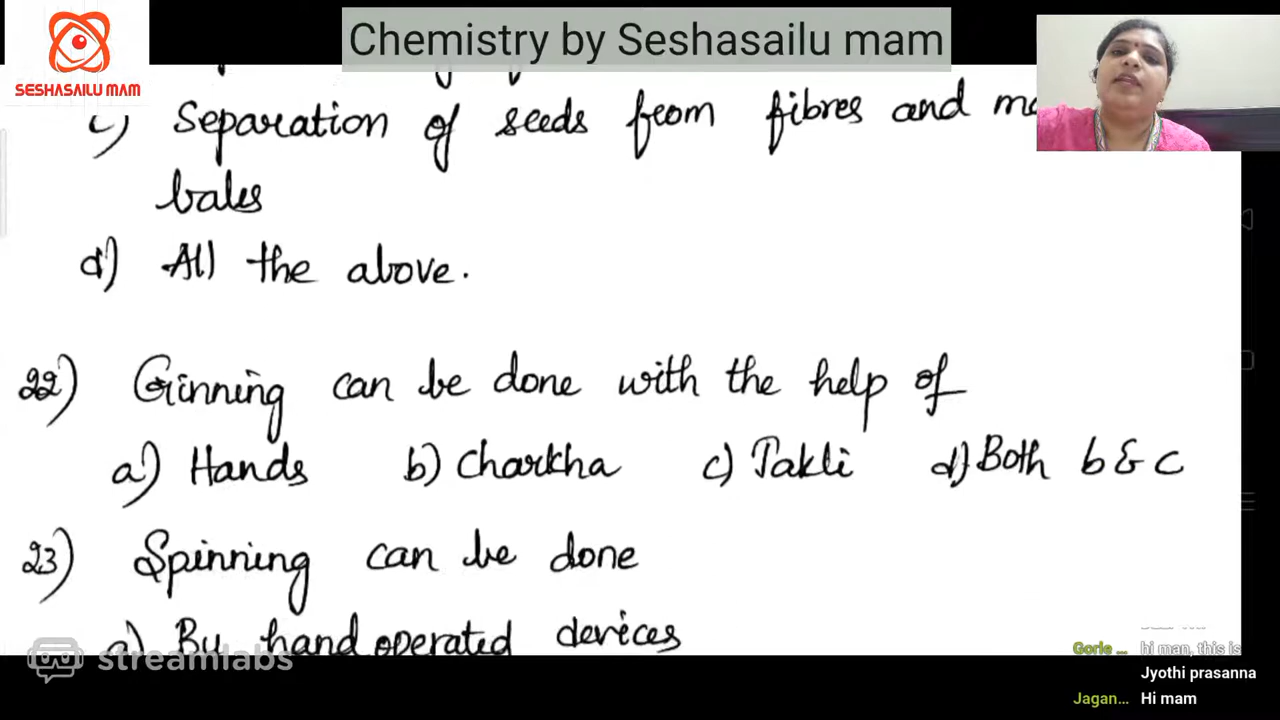 Chemistry by Seshasailu mam
SESHASAILU MAM
c) Separation of seeds from fibres and
bales
d) All the above.
22) Ginning can be done with the help of
a) Hands b) Charkha c) Takli d) Both b & c
23) Spinning can be done
a) By hand operated devices
streamlabs
Gorle … hi man, this is
Jyothi prasanna
Jagan… Hi mam